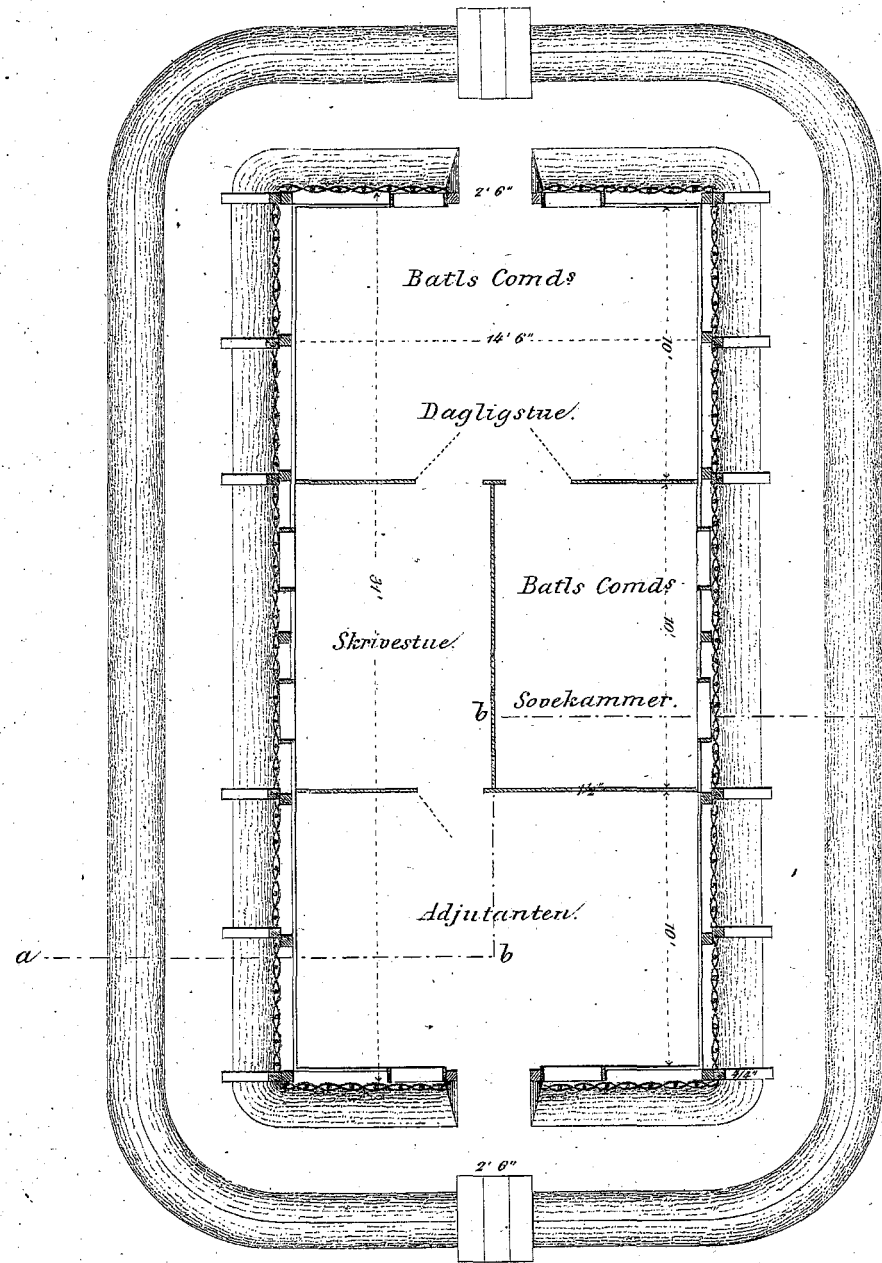 2' 6"
Batls Comds
14' 6"
10'
Dagligstue.
31'
Batls Comds
10'
Skrivestue.
Sovekammer.
b
1½"
Adjutanten.
10'
a
b
2' 6"